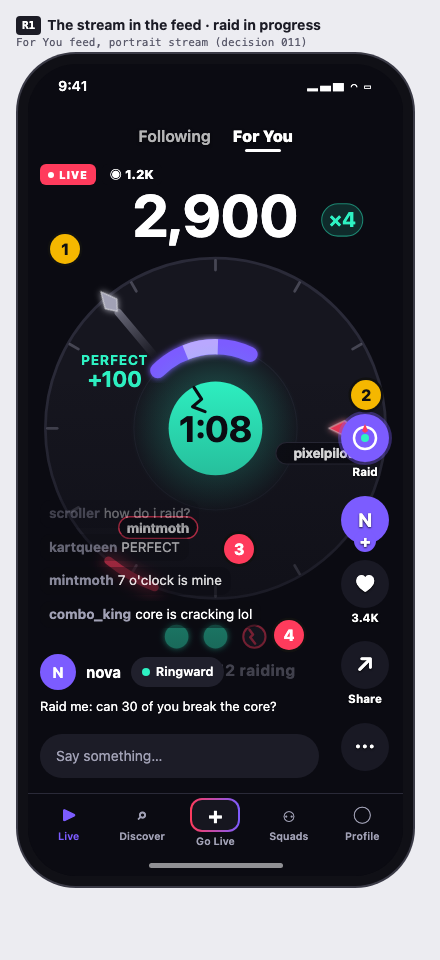 R1 The stream in the feed · raid in progress
For You feed, portrait stream (decision 011)
9:41
Following For You
LIVE 1.2K
2,900 ×4
1
PERFECT
+100
2
1:08
pixelpilo
Raid
scroller how do i raid?
mintmoth
N
kartqueen PERFECT
3
mintmoth 7 o'clock is mine
combo_king core is cracking lol
3.4K
4
N nova Ringward 2 raiding
Share
Raid me: can 30 of you break the core?
Say something…
Live Discover Go Live Squads Profile